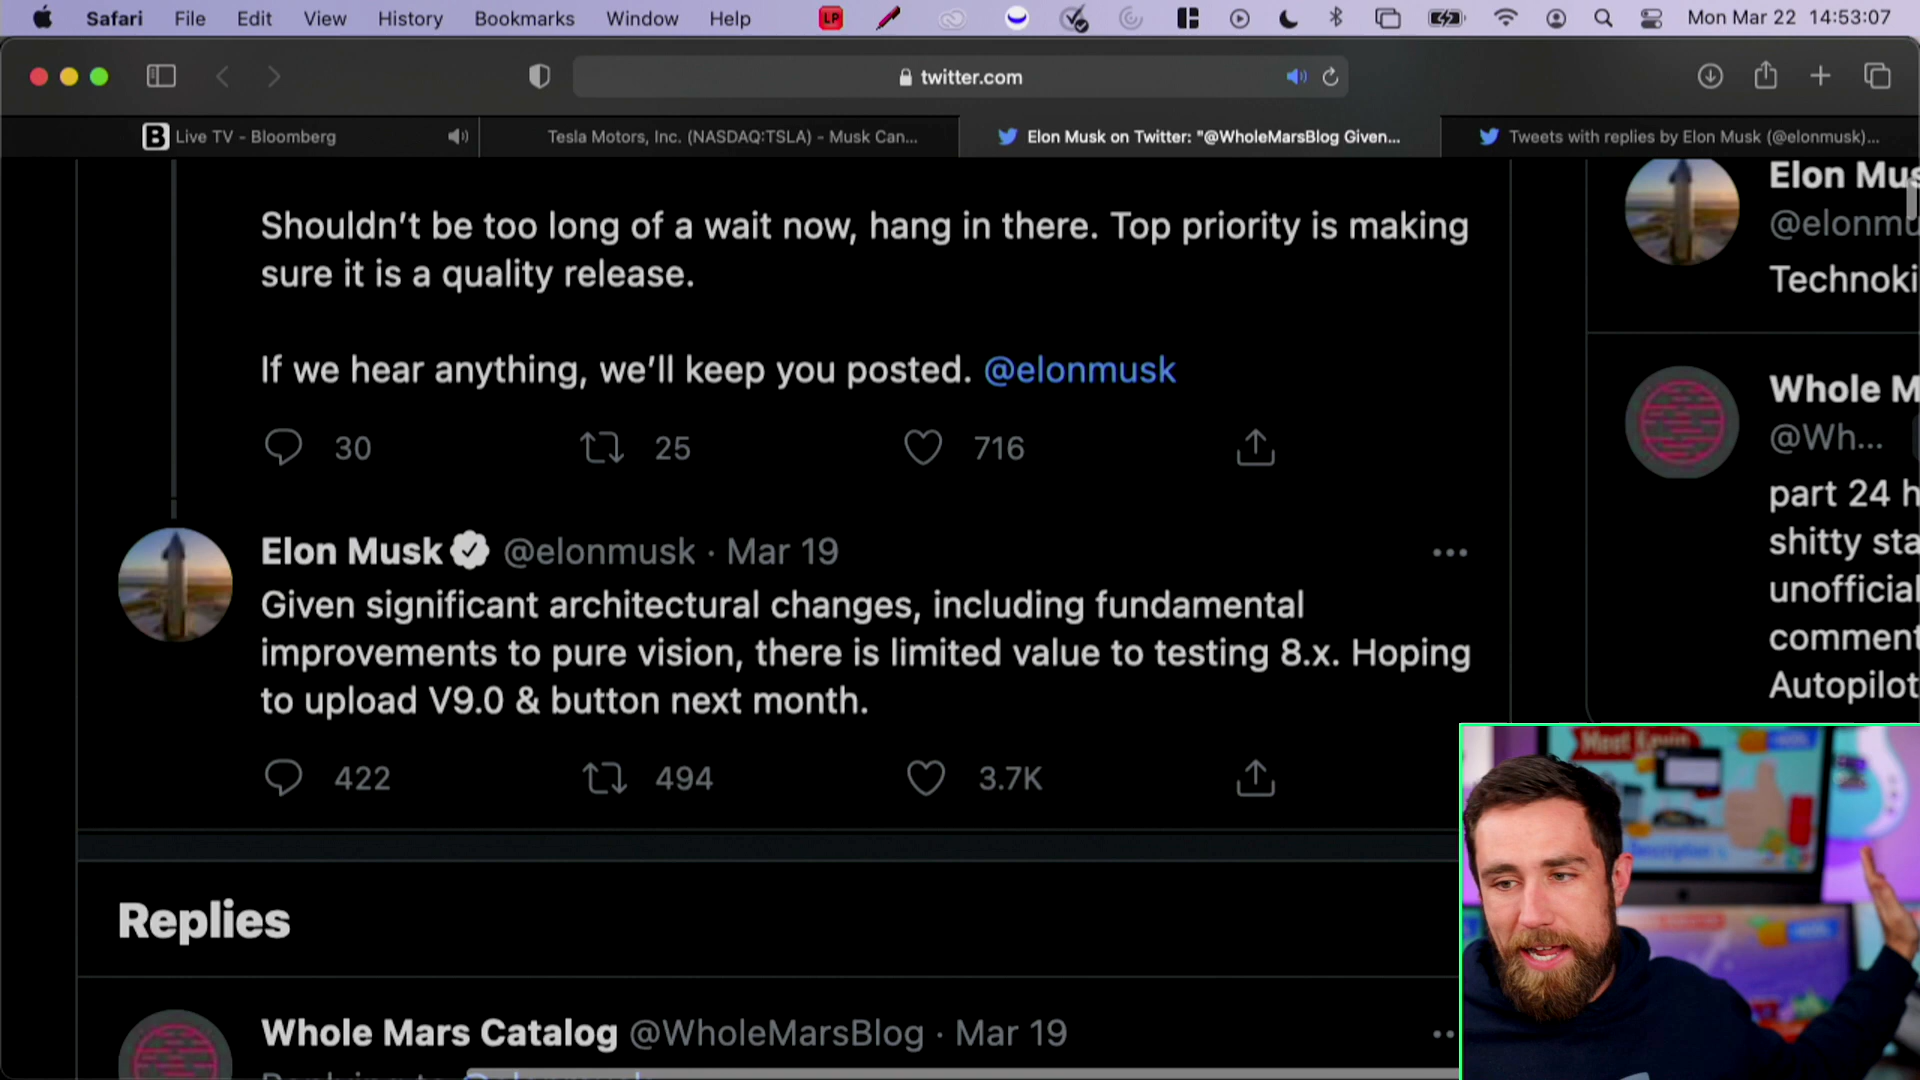 Safari File Edit View History Bookmarks Window Help LP Mon Mar 22 14:53:07
twitter.com
B Live TV - Bloomberg
Tesla Motors, Inc. (NASDAQ:TSLA) - Musk Can...
Elon Musk on Twitter: "@WholeMarsBlog Given...
Tweets with replies by Elon Musk (@elonmusk)...
Shouldn't be too long of a wait now, hang in there. Top priority is making
sure it is a quality release.
If we hear anything, we'll keep you posted. @elonmusk
30 25 716
Elon Musk @elonmusk · Mar 19
Given significant architectural changes, including fundamental
improvements to pure vision, there is limited value to testing 8.x. Hoping
to upload V9.0 & button next month.
422 494 3.7K
Replies
Whole Mars Catalog @WholeMarsBlog · Mar 19
Elon Mus
@elonmu
Technoki
Whole M
@Wh...
part 24 h
shitty sta
unofficial
comment
Autopilot
Meet Kevin